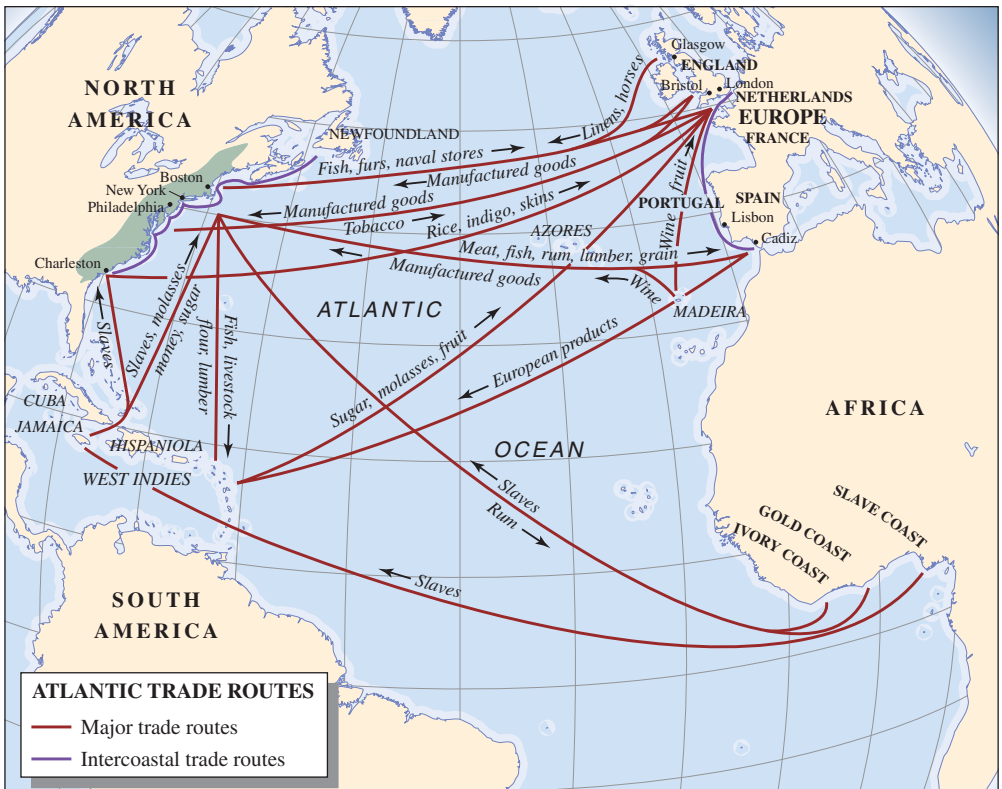 Glasgow
ENGLAND
Bristol
London
NETHERLANDS
EUROPE
FRANCE
NORTH
AMERICA
NEWFOUNDLAND
Linens, horses
Fish, furs, naval stores
Boston
New York
Philadelphia
Manufactured goods
Manufactured goods
Tobacco
Rice, indigo, skins
Wine
fruit
PORTUGAL
SPAIN
Lisbon
Cadiz
AZORES
Meat, fish, rum, lumber, grain
Manufactured goods
Wine
MADEIRA
Charleston
Slaves
Slaves, molasses
money, sugar
Fish, livestock
flour, lumber
ATLANTIC
Sugar, molasses, fruit
European products
CUBA
JAMAICA
HISPANIOLA
WEST INDIES
AFRICA
OCEAN
Slaves
Rum
Slaves
SLAVE COAST
GOLD COAST
IVORY COAST
SOUTH
AMERICA
ATLANTIC TRADE ROUTES
Major trade routes
Intercoastal trade routes